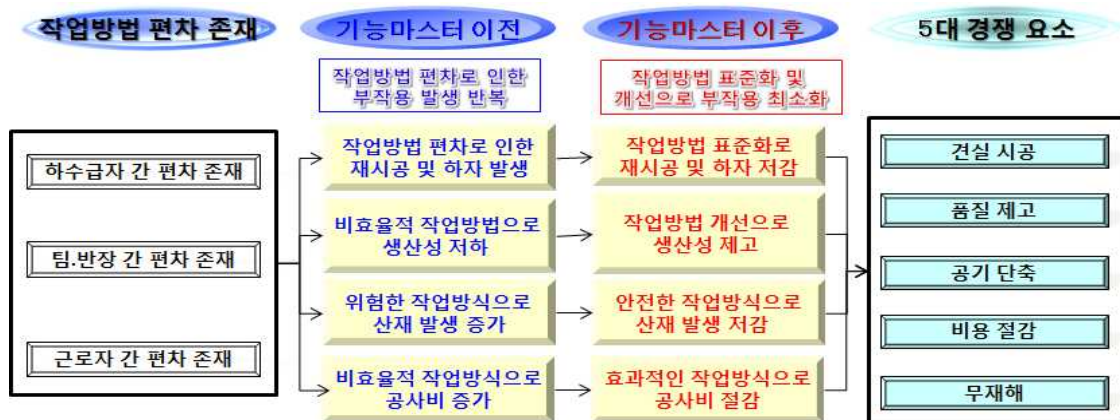 작업방법 편차 존재
기능마스터 이전
기능마스터 이후
5대 경쟁 요소
작업방법 편차로 인한
부작용 발생 반복
작업방법 표준화 및
개선으로 부작용 최소화
하수급자 간 편차 존재
팀.반장 간 편차 존재
근로자 간 편차 존재
작업방법 편차로 인한
재시공 및 하자 발생
비효율적 작업방법으로
생산성 저하
위험한 작업방식으로
산재 발생 증가
비효율적 작업방식으로
공사비 증가
작업방법 표준화로
재시공 및 하자 저감
작업방법 개선으로
생산성 제고
안전한 작업방식으로
산재 발생 저감
효과적인 작업방식으로
공사비 절감
견실 시공
품질 제고
공기 단축
비용 절감
무재해